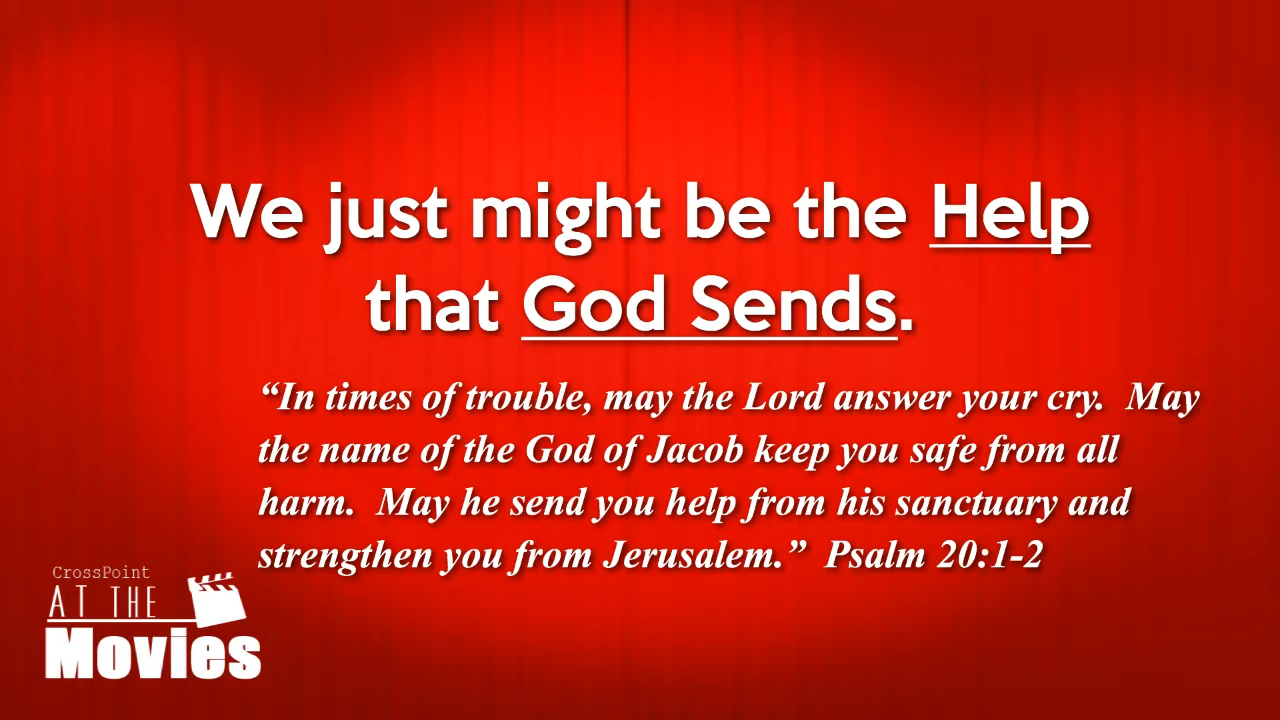 We just might be the Help
that God Sends.
“In times of trouble, may the Lord answer your cry.  May
the name of the God of Jacob keep you safe from all
harm.  May he send you help from his sanctuary and
strengthen you from Jerusalem.”  Psalm 20:1-2
CrossPoint
AT THE
Movies